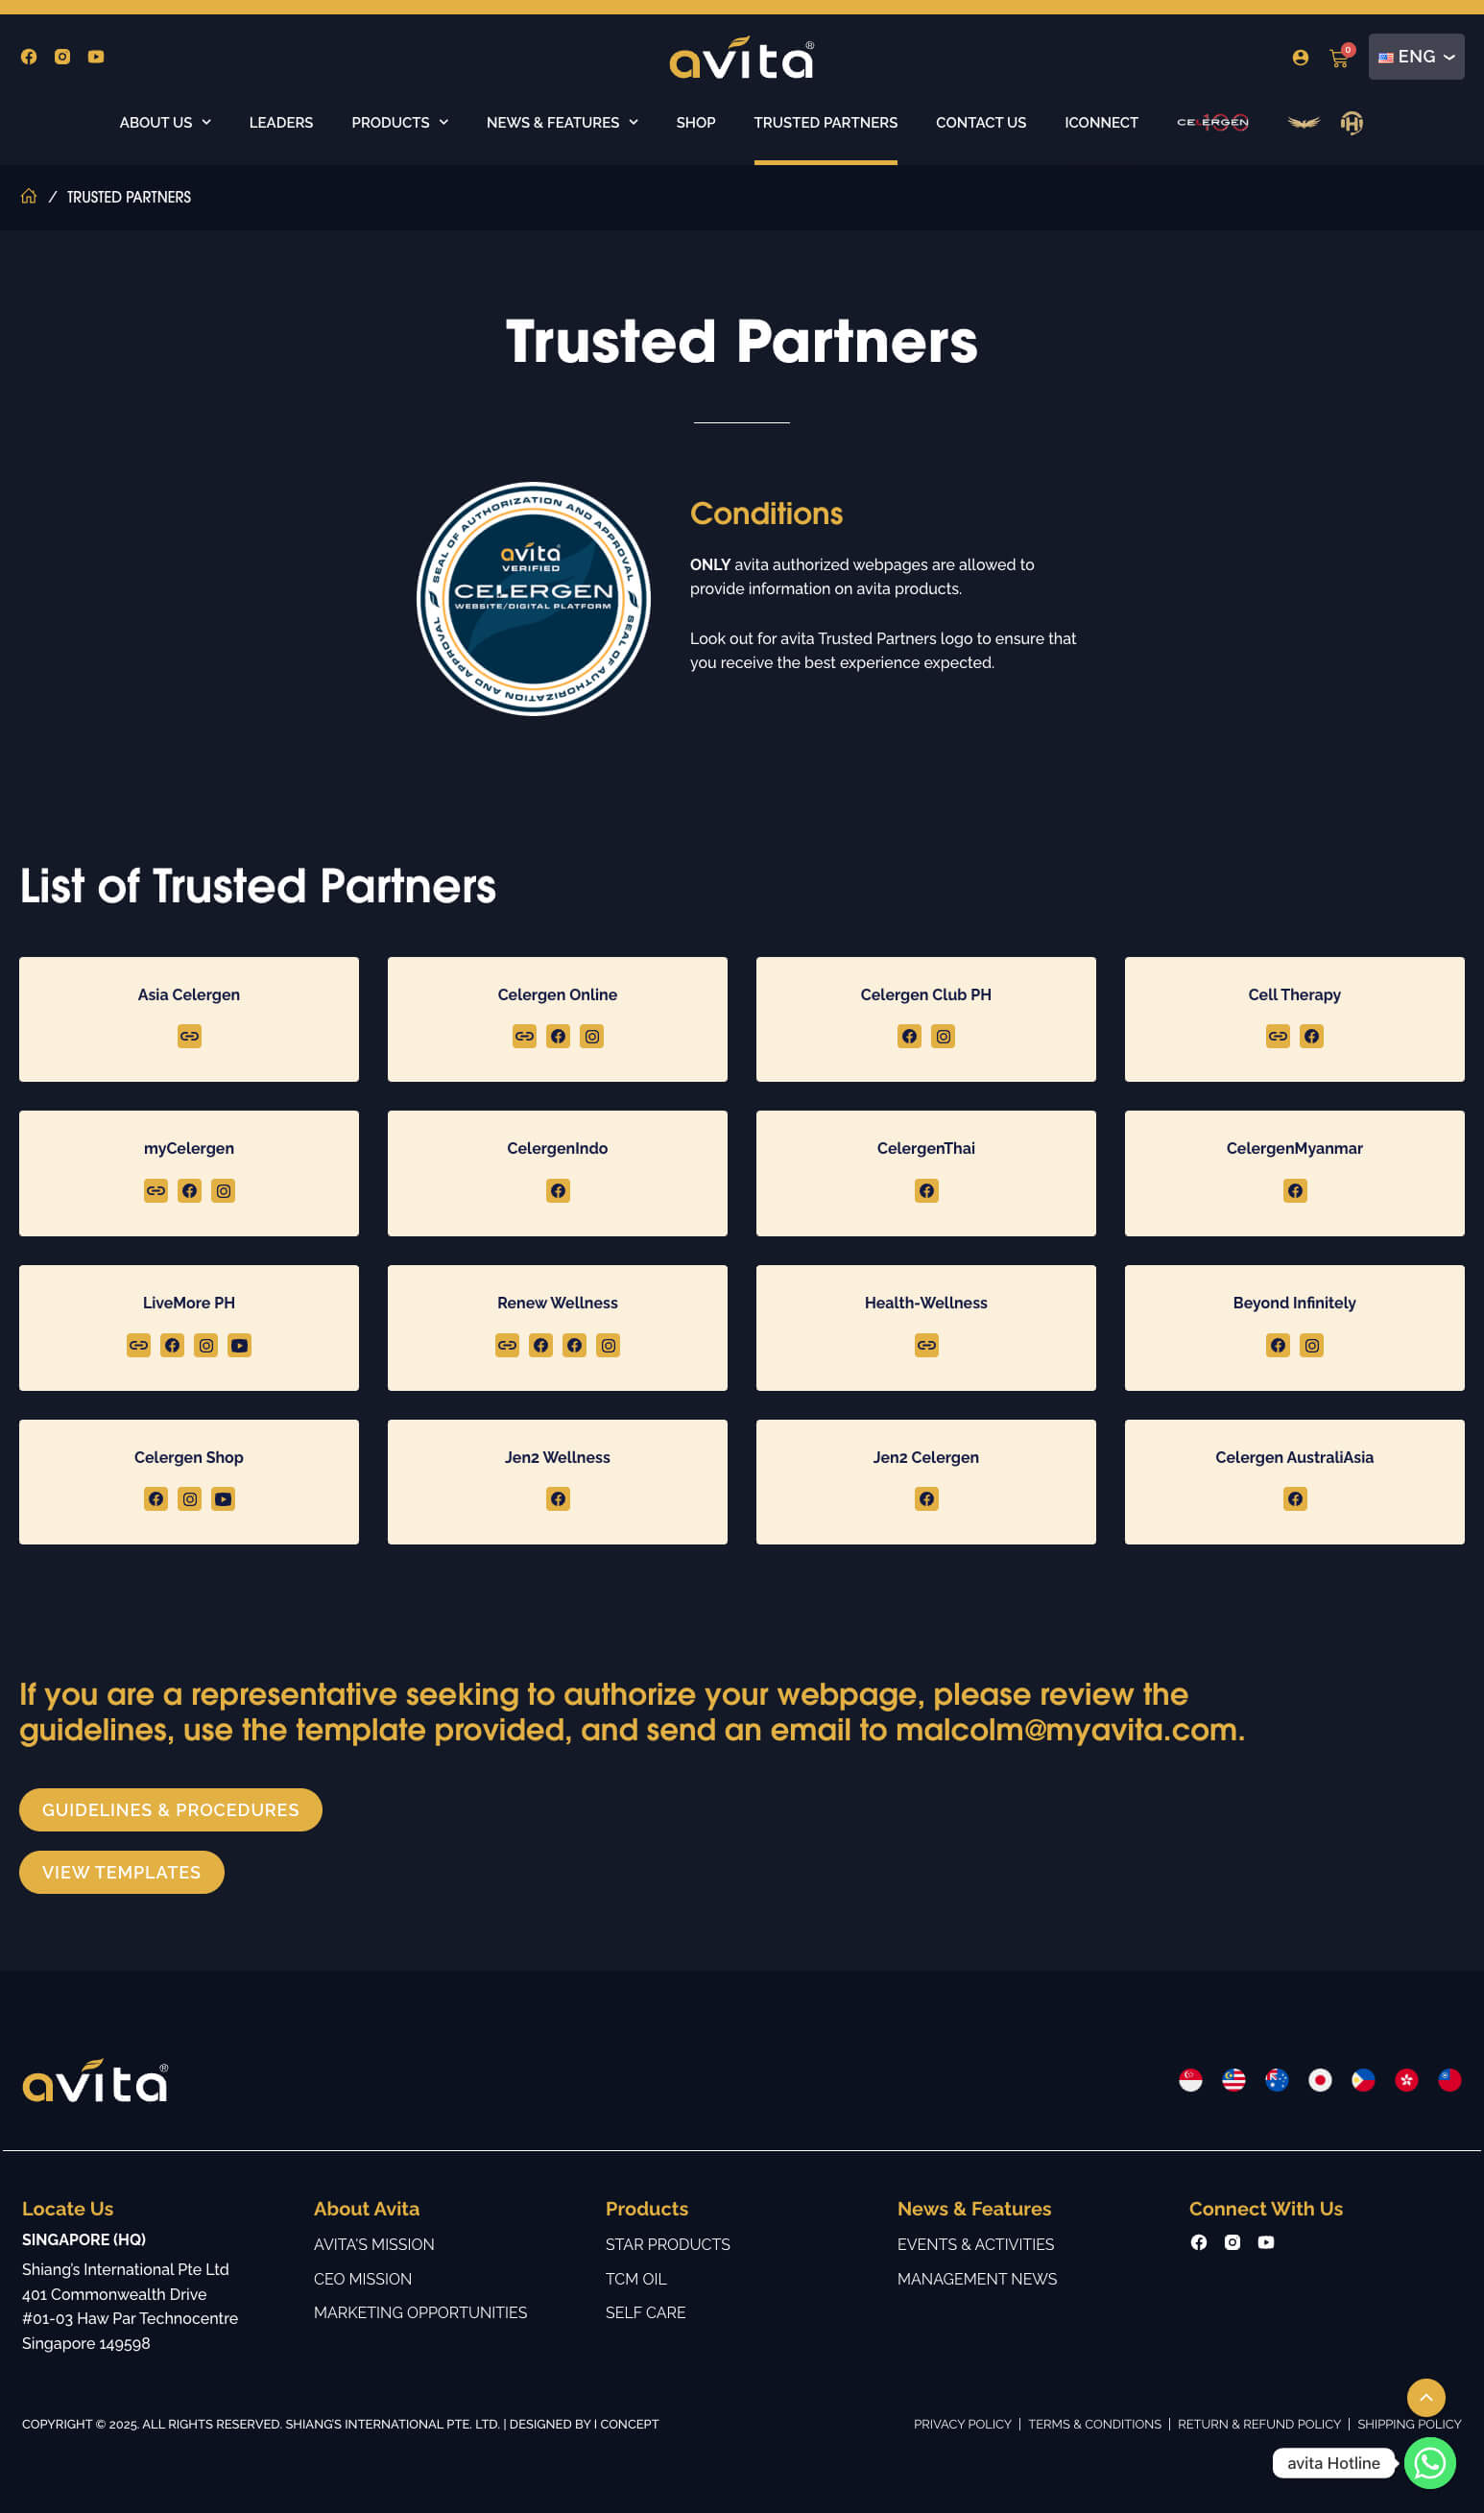 avita®
0
ENG
ABOUT US
LEADERS
PRODUCTS
NEWS & FEATURES
SHOP
TRUSTED PARTNERS
CONTACT US
ICONNECT
CELERGEN 100
/ TRUSTED PARTNERS
Trusted Partners
SEAL OF AUTHORIZATION AND APPROVAL
avita
VERIFIED
CELERGEN
WEBSITE/DIGITAL PLATFORM
SEAL OF AUTHORIZATION AND APPROVAL
Conditions
ONLY avita authorized webpages are allowed to
provide information on avita products.
Look out for avita Trusted Partners logo to ensure that
you receive the best experience expected.
List of Trusted Partners
Asia Celergen
Celergen Online
Celergen Club PH
Cell Therapy
myCelergen
CelergenIndo
CelergenThai
CelergenMyanmar
LiveMore PH
Renew Wellness
Health-Wellness
Beyond Infinitely
Celergen Shop
Jen2 Wellness
Jen2 Celergen
Celergen AustraliAsia
If you are a representative seeking to authorize your webpage, please review the
guidelines, use the template provided, and send an email to malcolm@myavita.com.
GUIDELINES & PROCEDURES
VIEW TEMPLATES
avita®
Locate Us
SINGAPORE (HQ)
Shiang's International Pte Ltd
401 Commonwealth Drive
#01-03 Haw Par Technocentre
Singapore 149598
About Avita
AVITA'S MISSION
CEO MISSION
MARKETING OPPORTUNITIES
Products
STAR PRODUCTS
TCM OIL
SELF CARE
News & Features
EVENTS & ACTIVITIES
MANAGEMENT NEWS
Connect With Us
COPYRIGHT © 2025. ALL RIGHTS RESERVED. SHIANG'S INTERNATIONAL PTE. LTD. | DESIGNED BY I CONCEPT
PRIVACY POLICY | TERMS & CONDITIONS | RETURN & REFUND POLICY | SHIPPING POLICY
avita Hotline